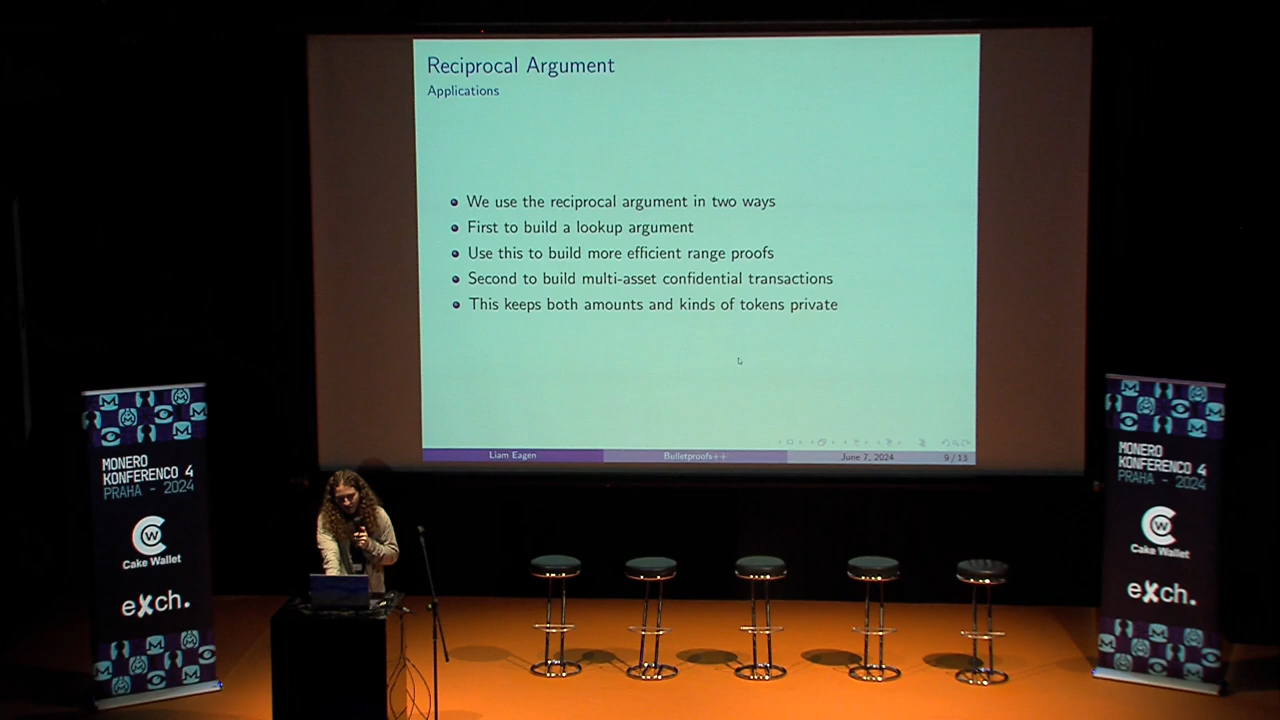 Reciprocal Argument
Applications
We use the reciprocal argument in two ways
First to build a lookup argument
Use this to build more efficient range proofs
Second to build multi-asset confidential transactions
This keeps both amounts and kinds of tokens private
Liam Eagen
Bulletproofs++
June 7, 2024
9 / 13
MONERO
KONFERENCO 4
PRAHA - 2024
CW
Cake Wallet
exch.
MONERO
KONFERENCO 4
PRAHA - 2024
CW
Cake Wallet
exch.